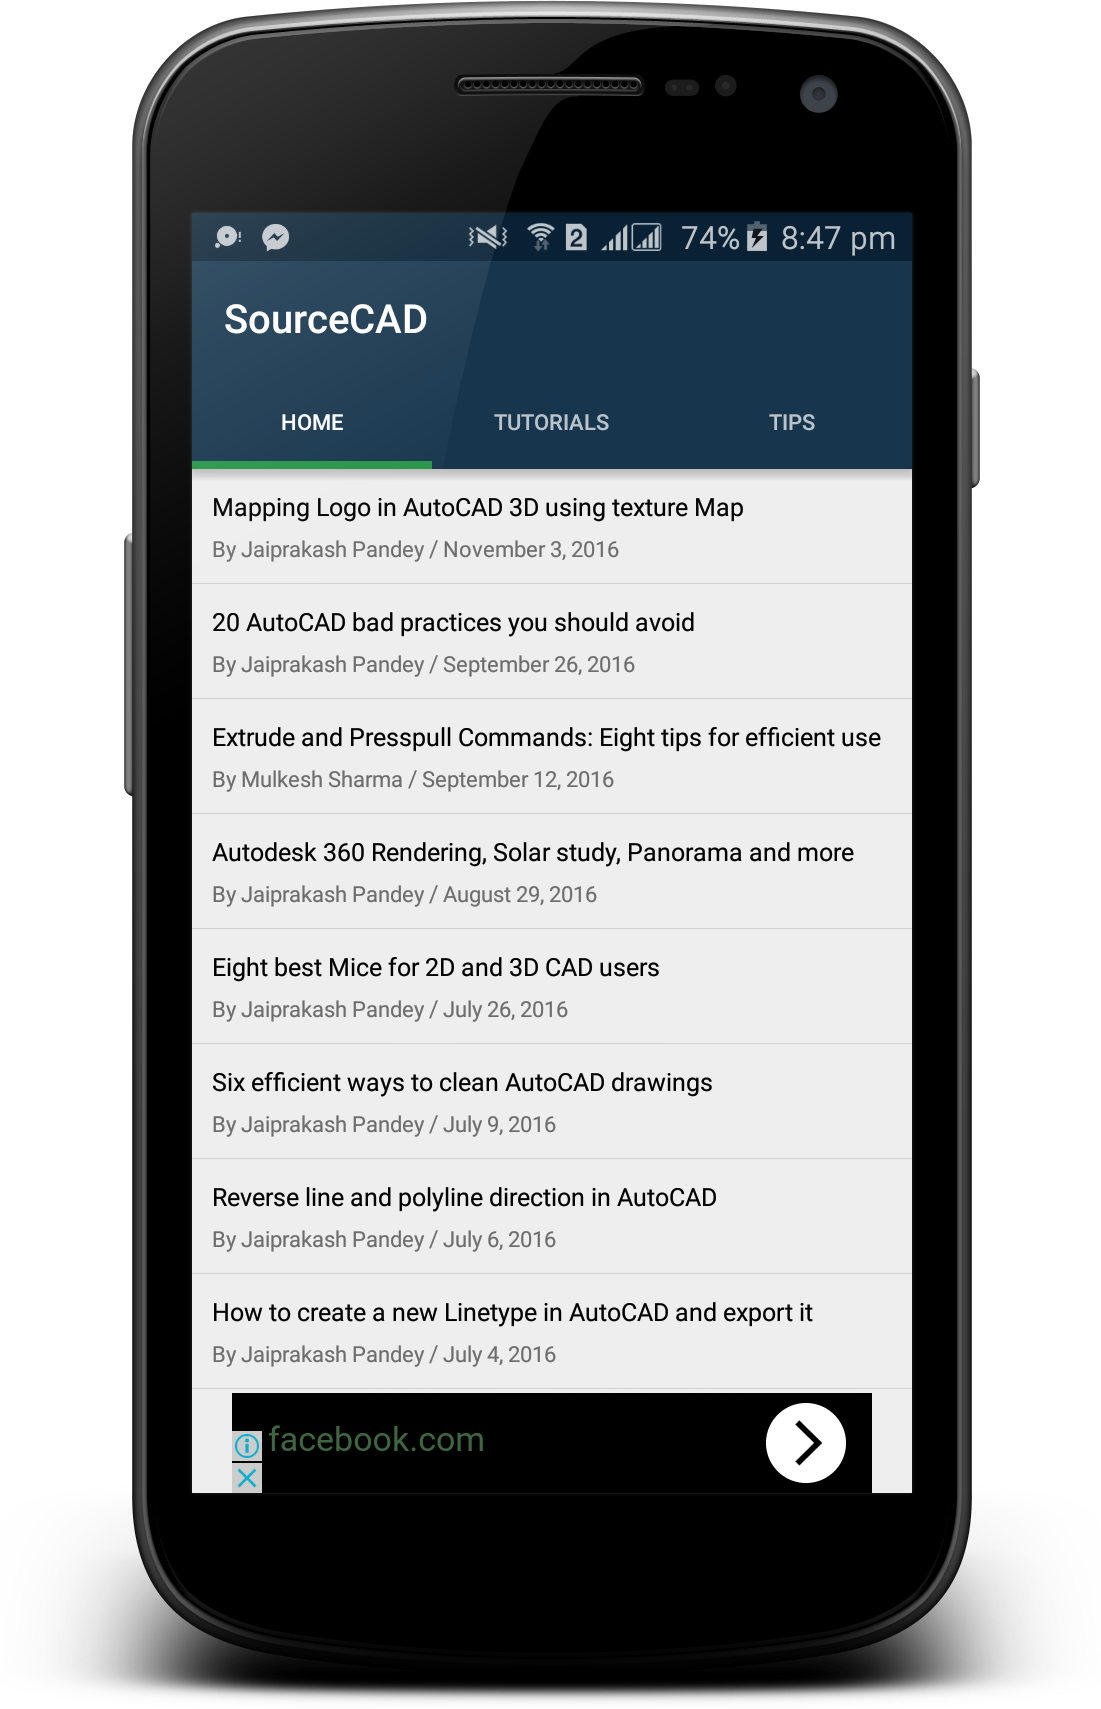 2 74% 8:47 pm
SourceCAD
HOME TUTORIALS TIPS
Mapping Logo in AutoCAD 3D using texture Map
By Jaiprakash Pandey / November 3, 2016
20 AutoCAD bad practices you should avoid
By Jaiprakash Pandey / September 26, 2016
Extrude and Presspull Commands: Eight tips for efficient use
By Mulkesh Sharma / September 12, 2016
Autodesk 360 Rendering, Solar study, Panorama and more
By Jaiprakash Pandey / August 29, 2016
Eight best Mice for 2D and 3D CAD users
By Jaiprakash Pandey / July 26, 2016
Six efficient ways to clean AutoCAD drawings
By Jaiprakash Pandey / July 9, 2016
Reverse line and polyline direction in AutoCAD
By Jaiprakash Pandey / July 6, 2016
How to create a new Linetype in AutoCAD and export it
By Jaiprakash Pandey / July 4, 2016
facebook.com